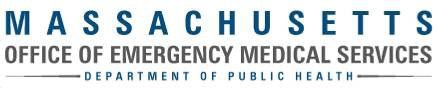 MASSACHUSETTS
OFFICE OF EMERGENCY MEDICAL SERVICES
DEPARTMENT OF PUBLIC HEALTH